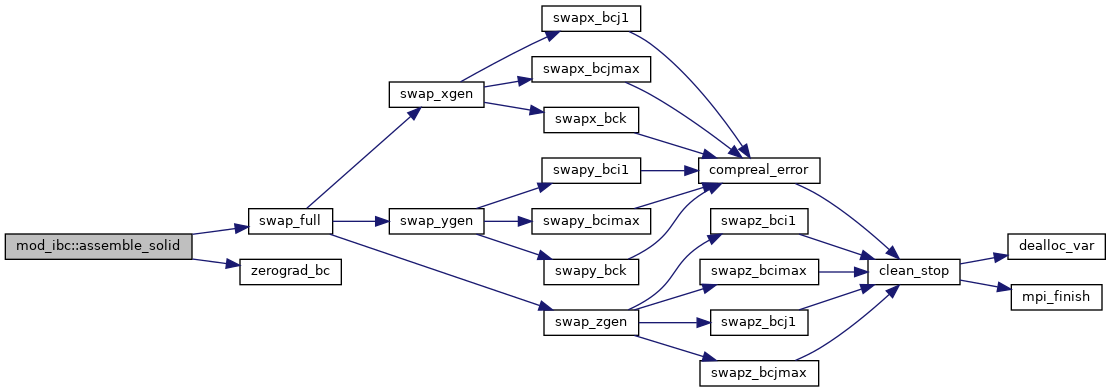 mod_ibc::assemble_solid
swap_full
zerograd_bc
swap_xgen
swap_ygen
swap_zgen
swapx_bcj1
swapx_bcjmax
swapx_bck
swapy_bci1
swapy_bcimax
swapy_bck
compreal_error
swapz_bci1
swapz_bcimax
swapz_bcj1
swapz_bcjmax
clean_stop
dealloc_var
mpi_finish